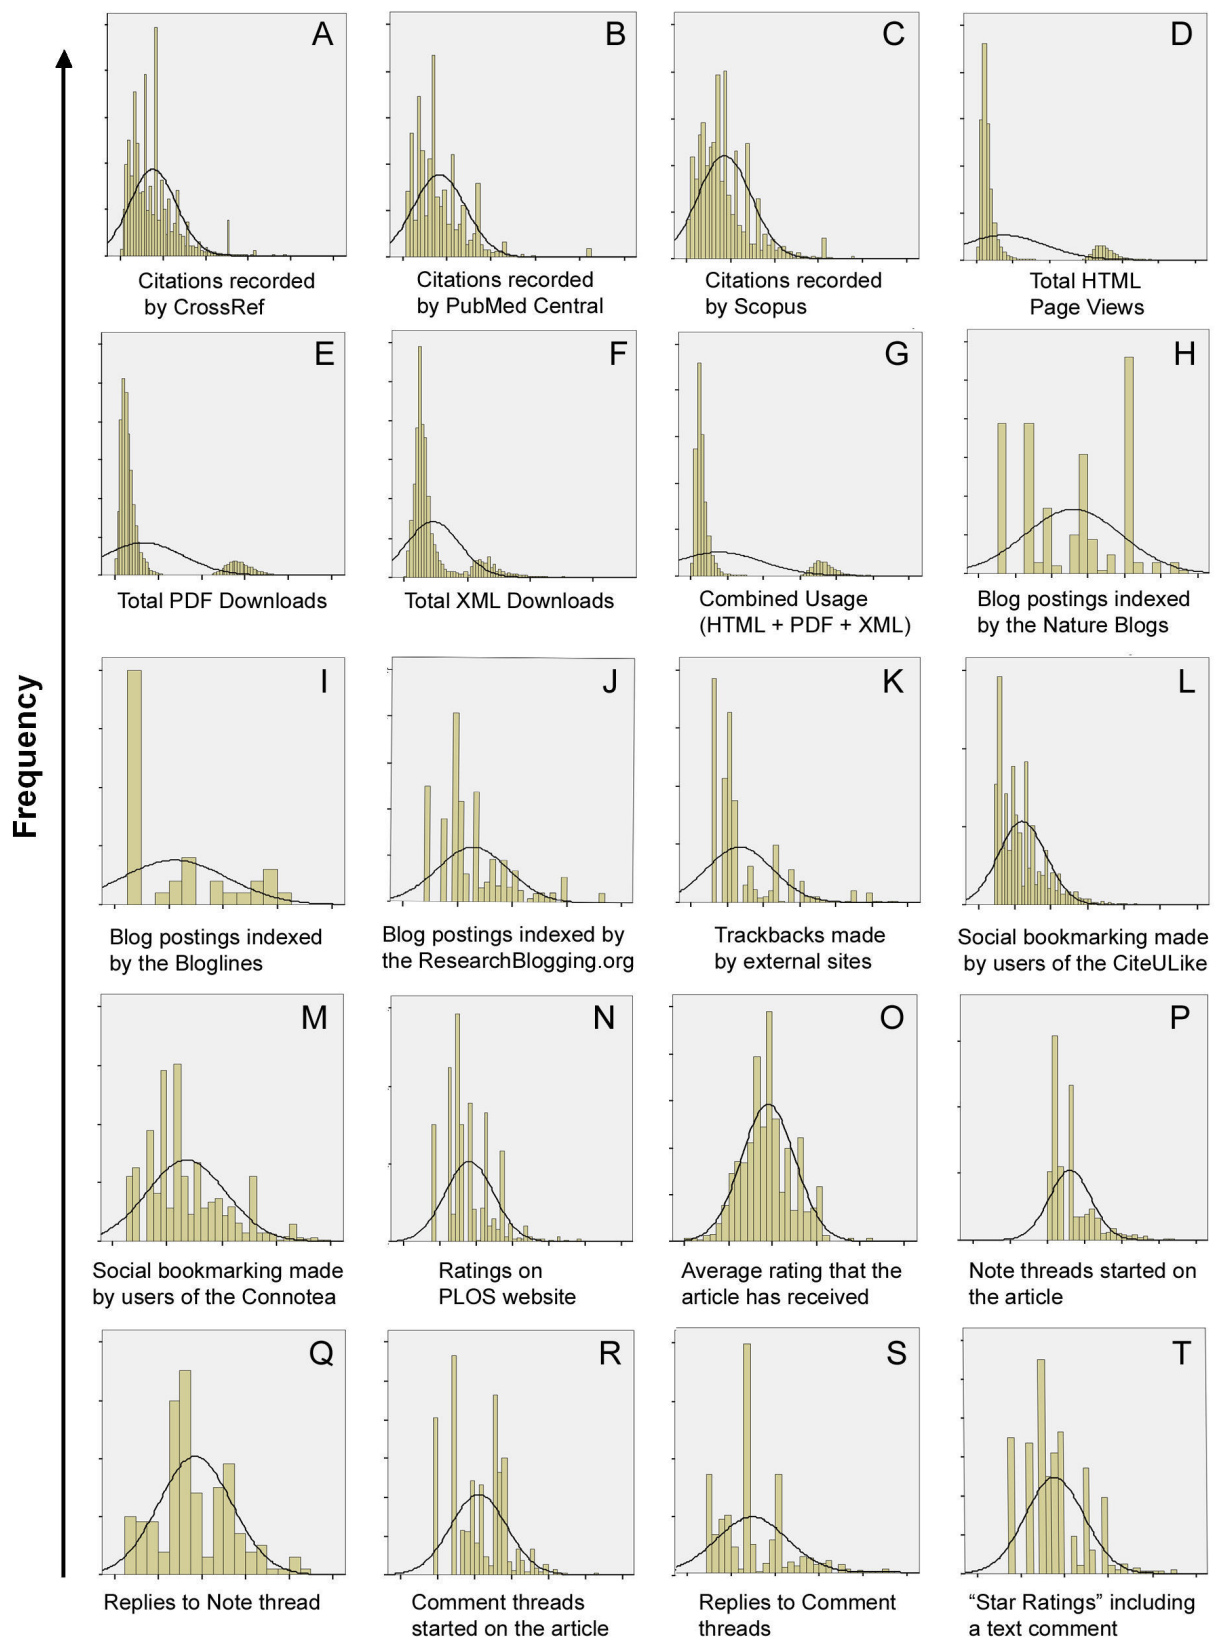 Frequency
A
B
C
D
Citations recorded
by CrossRef
Citations recorded
by PubMed Central
Citations recorded
by Scopus
Total HTML
Page Views
E
F
G
H
Total PDF Downloads
Total XML Downloads
Combined Usage
(HTML + PDF + XML)
Blog postings indexed
by the Nature Blogs
I
J
K
L
Blog postings indexed
by the Bloglines
Blog postings indexed by
the ResearchBlogging.org
Trackbacks made
by external sites
Social bookmarking made
by users of the CiteULike
M
N
O
P
Social bookmarking made
by users of the Connotea
Ratings on
PLOS website
Average rating that the
article has received
Note threads started on
the article
Q
R
S
T
Replies to Note thread
Comment threads
started on the article
Replies to Comment
threads
“Star Ratings” including
a text comment